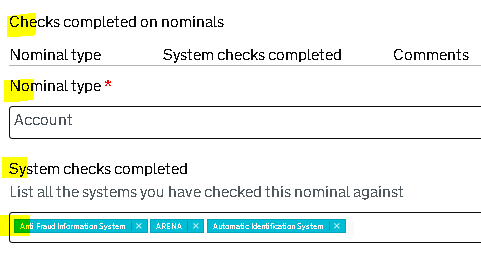 Checks completed on nominals
Nominal type System checks completed Comments
Nominal type *
Account
System checks completed
List all the systems you have checked this nominal against
Anti Fraud Information System × ARENA × Automatic Identification System ×